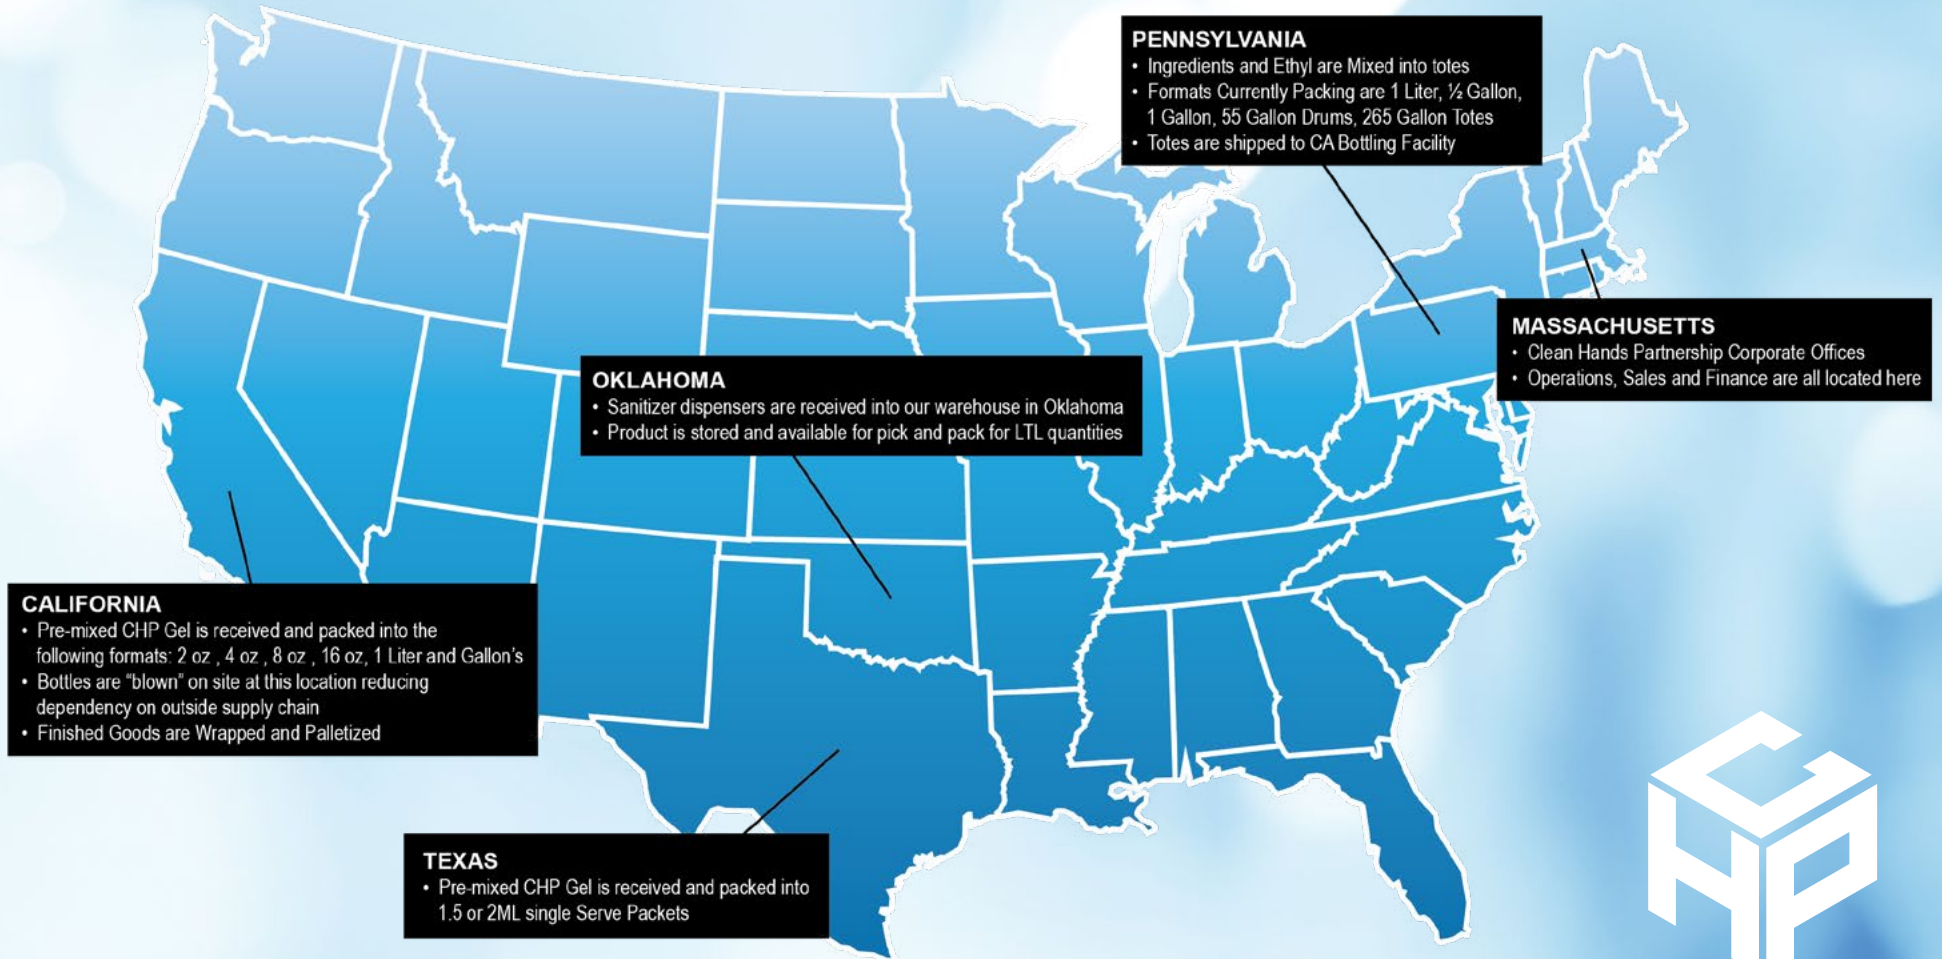 PENNSYLVANIA
• Ingredients and Ethyl are Mixed into totes
• Formats Currently Packing are 1 Liter, ½ Gallon,
1 Gallon, 55 Gallon Drums, 265 Gallon Totes
• Totes are shipped to CA Bottling Facility
MASSACHUSETTS
• Clean Hands Partnership Corporate Offices
• Operations, Sales and Finance are all located here
OKLAHOMA
• Sanitizer dispensers are received into our warehouse in Oklahoma
• Product is stored and available for pick and pack for LTL quantities
CALIFORNIA
• Pre-mixed CHP Gel is received and packed into the
following formats: 2 oz , 4 oz , 8 oz , 16 oz, 1 Liter and Gallon's
• Bottles are “blown” on site at this location reducing
dependency on outside supply chain
• Finished Goods are Wrapped and Palletized
TEXAS
• Pre-mixed CHP Gel is received and packed into
1.5 or 2ML single Serve Packets
CHP